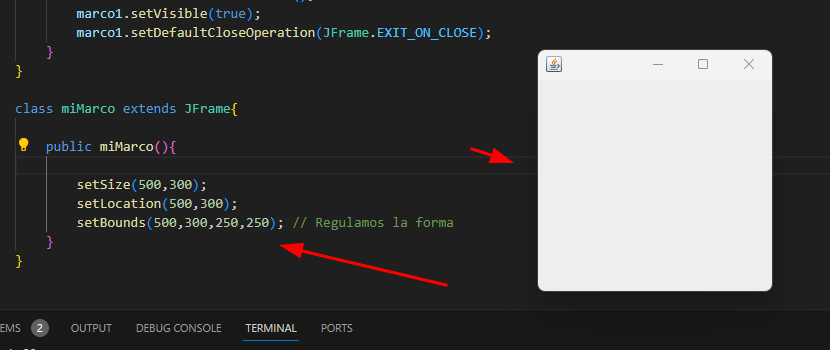 marco1.setVisible(true);
marco1.setDefaultCloseOperation(JFrame.EXIT_ON_CLOSE);
}
}
class miMarco extends JFrame{
public miMarco(){
setSize(500,300);
setLocation(500,300);
setBounds(500,300,250,250); // Regulamos la forma
}
}
EMS 2 OUTPUT DEBUG CONSOLE TERMINAL PORTS